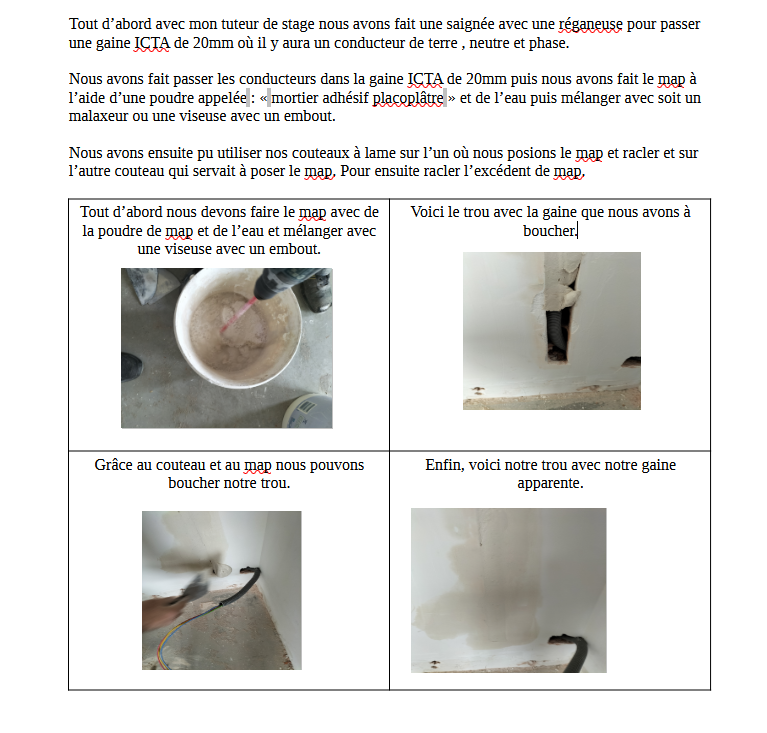 Tout d’abord avec mon tuteur de stage nous avons fait une saignée avec une réganeuse pour passer
une gaine ICTA de 20mm où il y aura un conducteur de terre , neutre et phase.
Nous avons fait passer les conducteurs dans la gaine ICTA de 20mm puis nous avons fait le map à
l’aide d’une poudre appelée : « mortier adhésif placoplâtre » et de l’eau puis mélanger avec soit un
malaxeur ou une viseuse avec un embout.
Nous avons ensuite pu utiliser nos couteaux à lame sur l’un où nous posions le map et racler et sur
l’autre couteau qui servait à poser le map. Pour ensuite racler l’excédent de map.
Tout d’abord nous devons faire le map avec de
la poudre de map et de l’eau et mélanger avec
une viseuse avec un embout.
Voici le trou avec la gaine que nous avons à
boucher.
Grâce au couteau et au map nous pouvons
boucher notre trou.
Enfin, voici notre trou avec notre gaine
apparente.